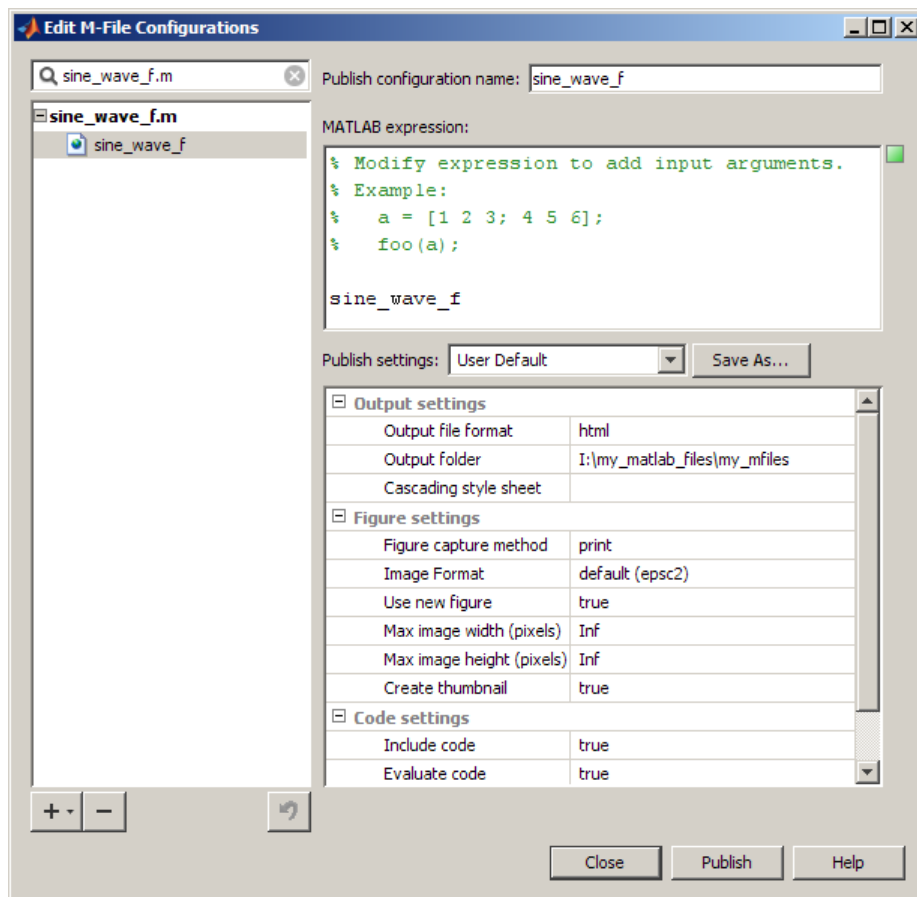 Edit M-File Configurations
sine_wave_f.m
sine_wave_f.m
sine_wave_f
Publish configuration name: sine_wave_f
MATLAB expression:
% Modify expression to add input arguments.
% Example:
%   a = [1 2 3; 4 5 6];
%   foo(a);
sine_wave_f
Publish settings: User Default Save As...
Output settings
Output file format html
Output folder I:\my_matlab_files\my_mfiles
Cascading style sheet
Figure settings
Figure capture method print
Image Format default (epsc2)
Use new figure true
Max image width (pixels) Inf
Max image height (pixels) Inf
Create thumbnail true
Code settings
Include code true
Evaluate code true
Close Publish Help